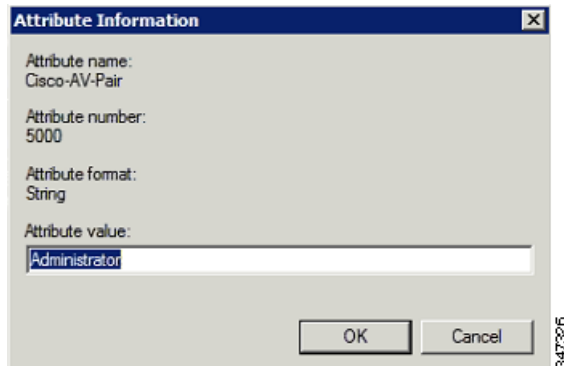 Attribute Information
Attribute name:
Cisco-AV-Pair
Attribute number:
5000
Attribute format:
String
Attribute value:
Administrator
OK Cancel
347326